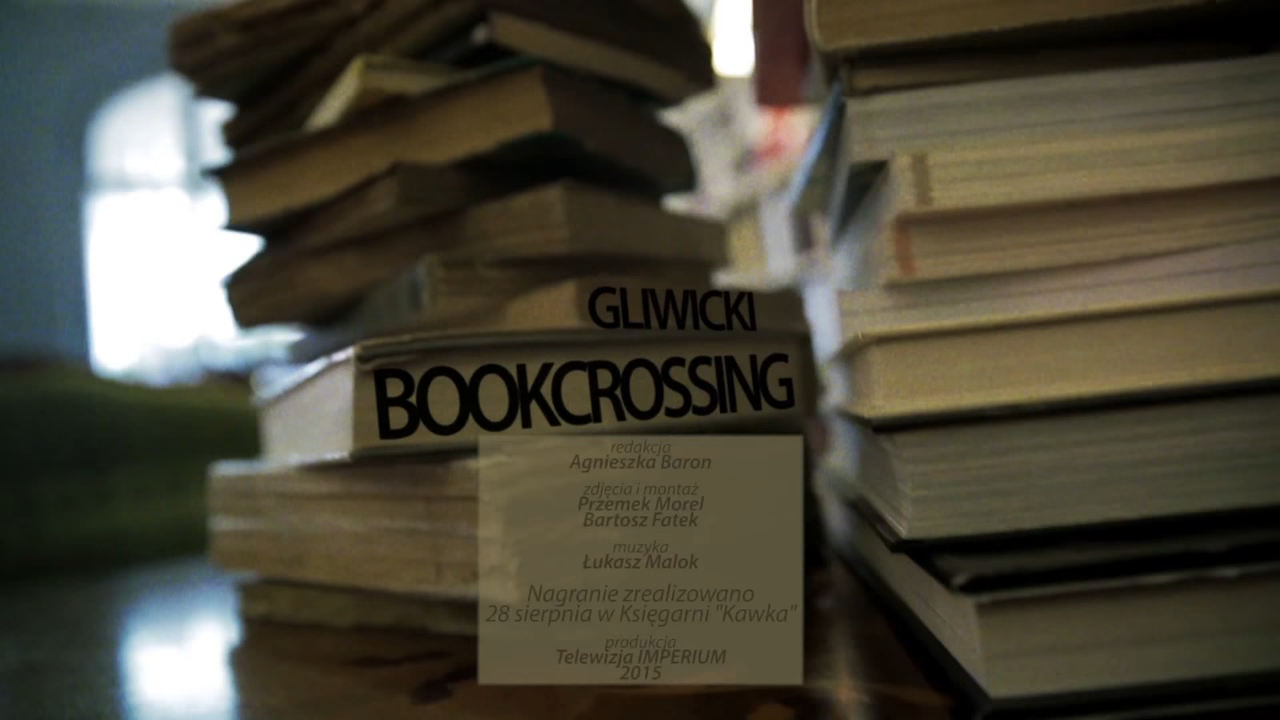 GLIWICKI
BOOKCROSSING
redakcja
Agnieszka Baron
zdjęcia i montaż
Przemek Morel
Bartosz Fatek
muzyka
Łukasz Malok
Nagranie zrealizowano
28 sierpnia w Księgarni "Kawka"
produkcja
Telewizja IMPERIUM
2015